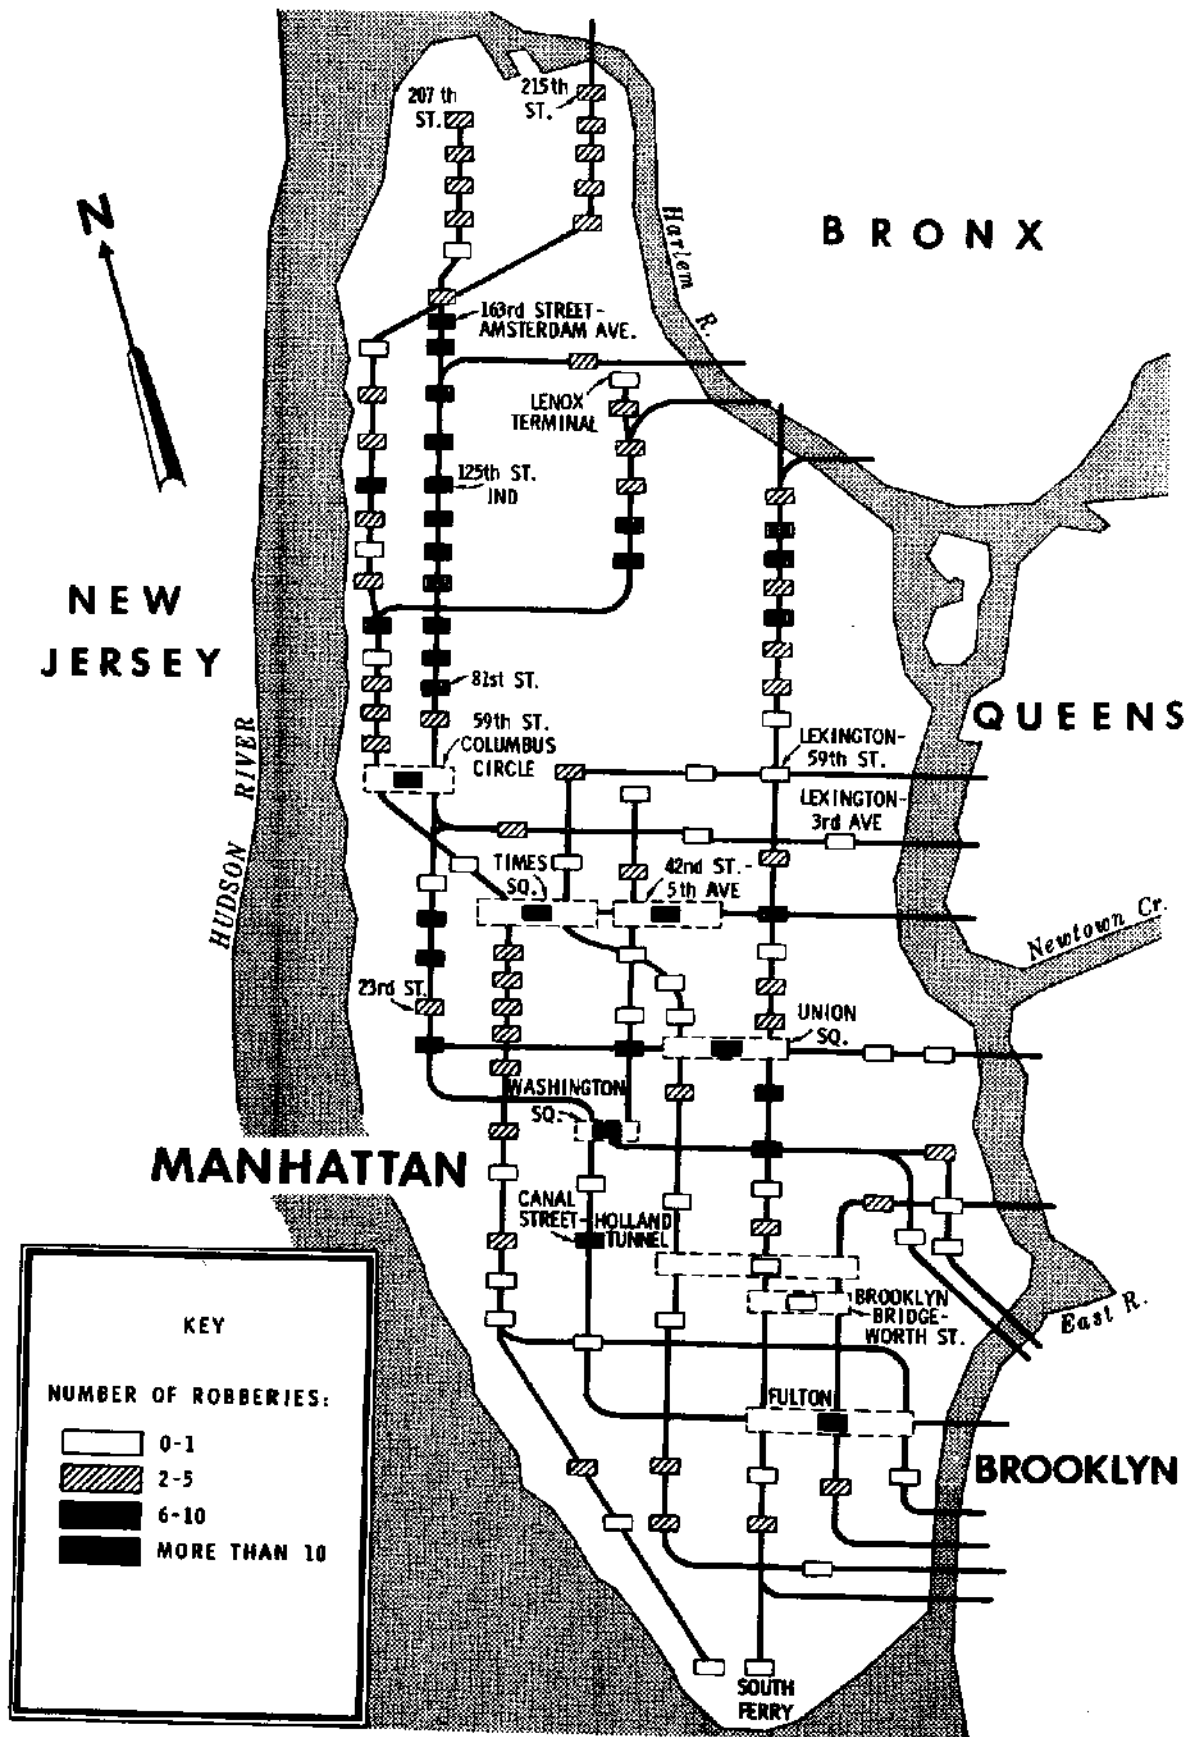 207 th
ST.
215th
ST.
N
Harlem R.
BRONX
163rd STREET-
AMSTERDAM AVE.
LENOX
TERMINAL
125th ST.
IND
NEW
JERSEY
81st ST.
59th ST.
COLUMBUS
CIRCLE
QUEENS
LEXINGTON-
59th ST.
LEXINGTON-
3rd AVE
HUDSON RIVER
TIMES
SQ.
42nd ST.-
5th AVE
Newtown Cr.
23rd ST.
UNION
SQ.
WASHINGTON
SQ.
MANHATTAN
CANAL
STREET-HOLLAND
TUNNEL
BROOKLYN
BRIDGE-
WORTH ST.
East R.
FULTON
BROOKLYN
SOUTH
FERRY
KEY
NUMBER OF ROBBERIES:
0-1
2-5
6-10
MORE THAN 10